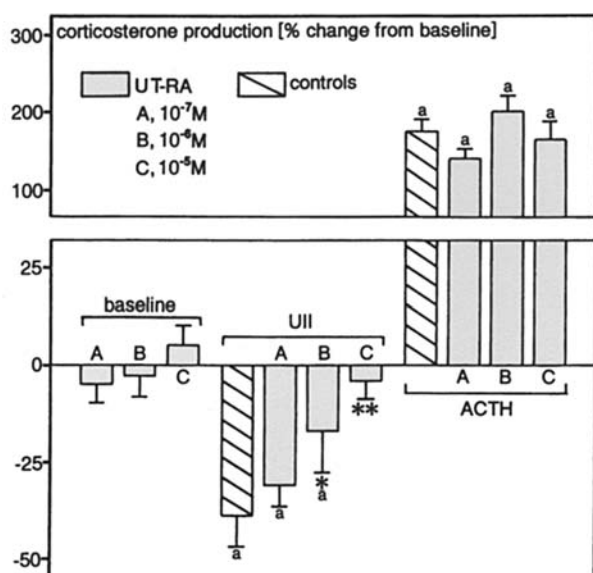 300
corticosterone production [% change from baseline]
UT-RA
controls
A, 10⁻⁷M
B, 10⁻⁶M
C, 10⁻⁵M
200
100
a
a
a
a
25
baseline
UII
A
B
A
B
C
0
C
A
B
C
**
ACTH
-25
*
a
a
a
-50